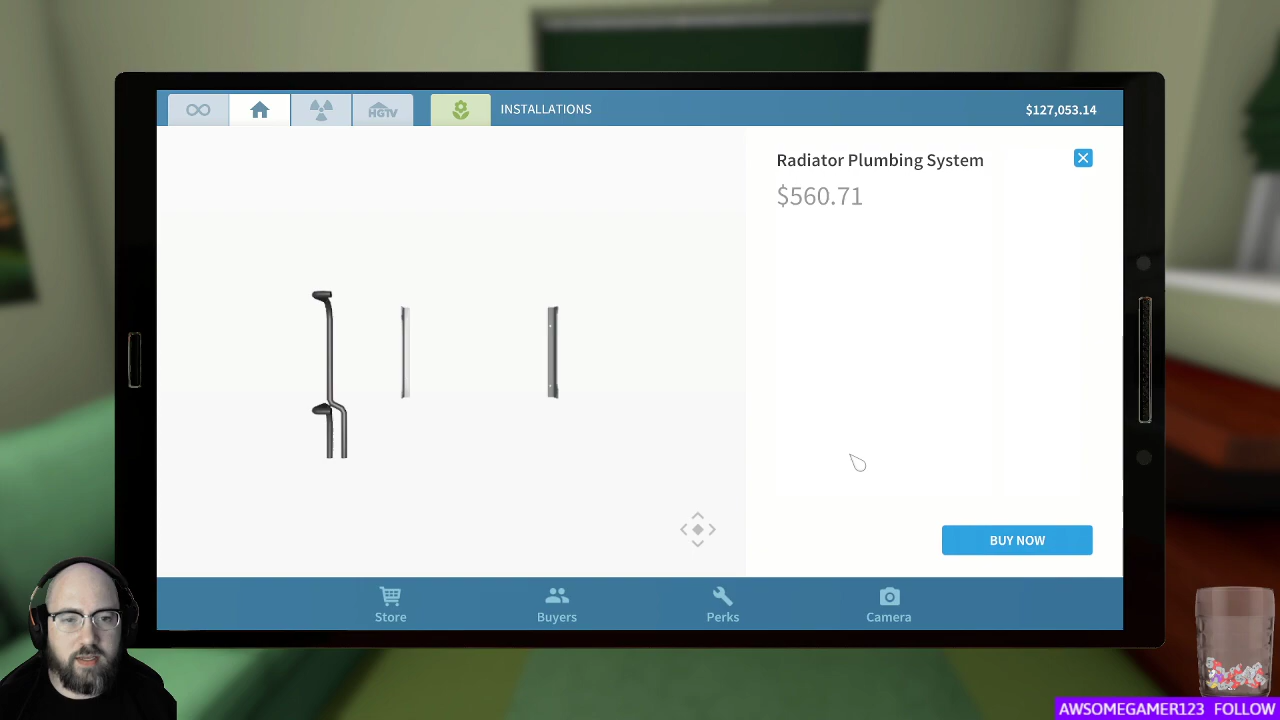 HGTV
INSTALLATIONS
$127,053.14
Radiator Plumbing System
$560.71
BUY NOW
Store
Buyers
Perks
Camera
AWSOMEGAMER123 FOLLOW